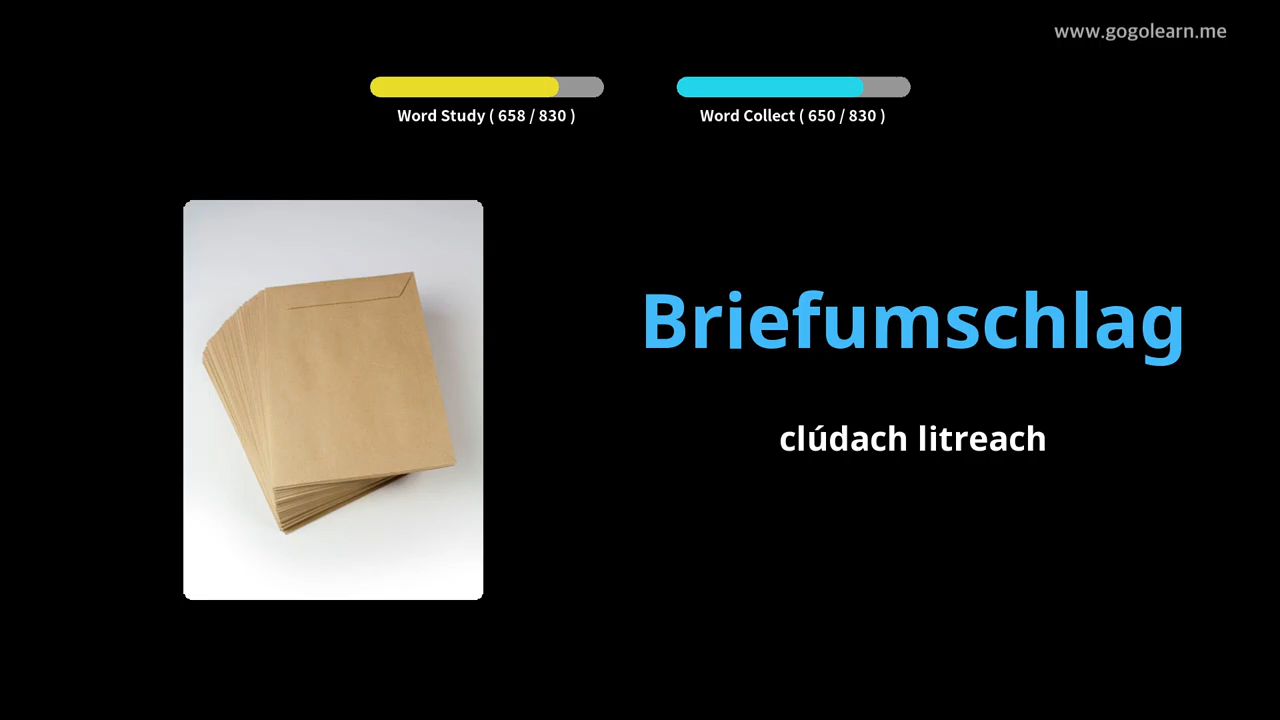 www.gogolearn.me
Word Study ( 658 / 830 )
Word Collect ( 650 / 830 )
Briefumschlag
clúdach litreach